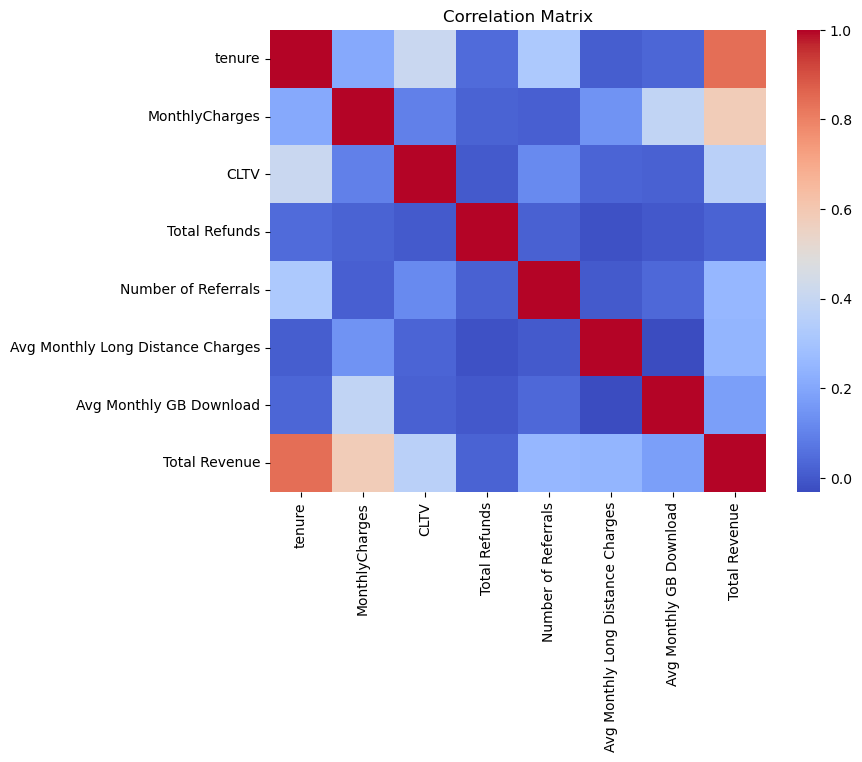 Correlation Matrix
tenure
MonthlyCharges
CLTV
Total Refunds
Number of Referrals
Avg Monthly Long Distance Charges
Avg Monthly GB Download
Total Revenue
tenure
MonthlyCharges
CLTV
Total Refunds
Number of Referrals
Avg Monthly Long Distance Charges
Avg Monthly GB Download
Total Revenue
1.0
0.8
0.6
0.4
0.2
0.0